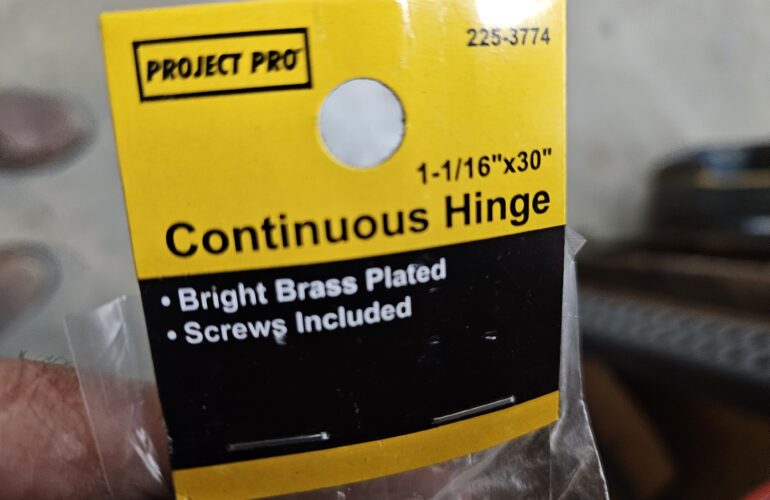 PROJECT PRO
225-3774
1-1/16"x30"
Continuous Hinge
• Bright Brass Plated
• Screws Included